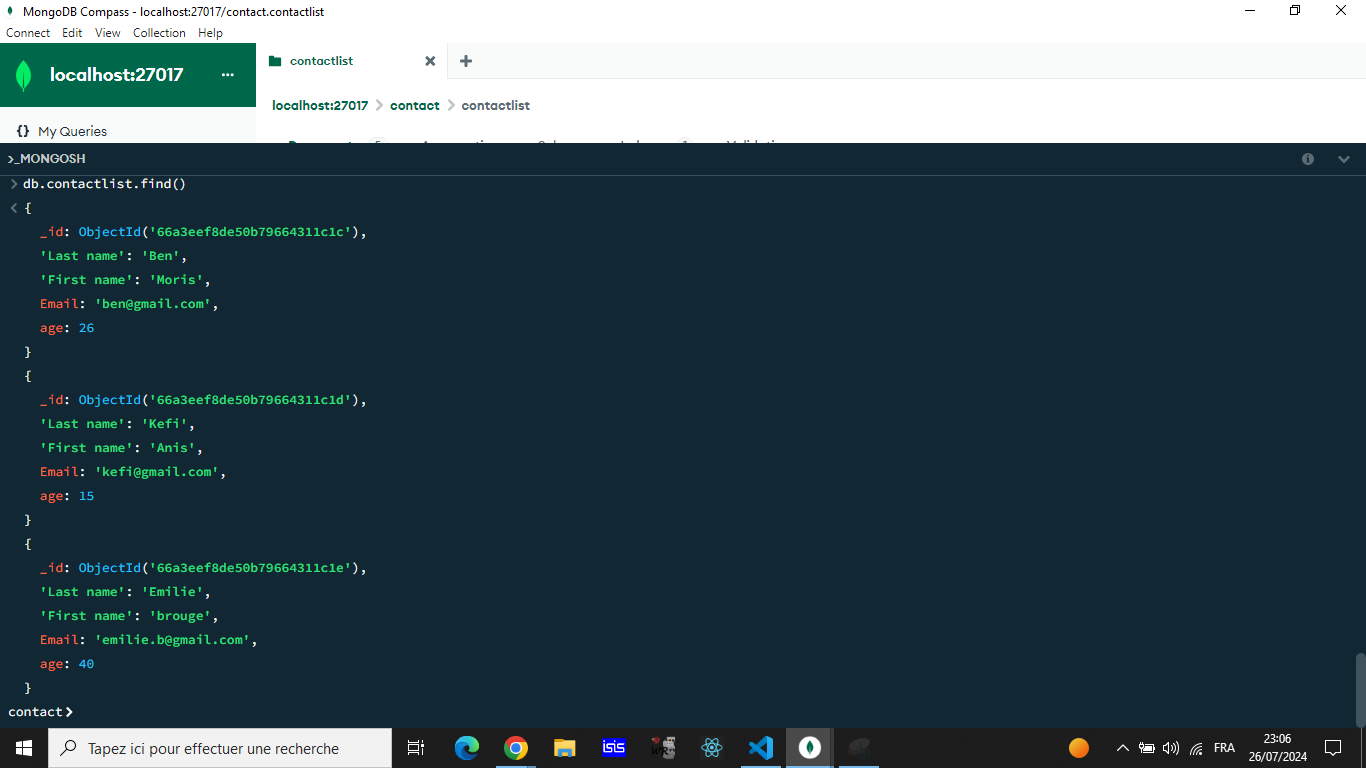 MongoDB Compass - localhost:27017/contact.contactlist
Connect Edit View Collection Help
localhost:27017 ...
contactlist
localhost:27017 > contact > contactlist
{} My Queries
>_MONGOSH
> db.contactlist.find()
< {
_id: ObjectId('66a3eef8de50b79664311c1c'),
'Last name': 'Ben',
'First name': 'Moris',
Email: 'ben@gmail.com',
age: 26
}
{
_id: ObjectId('66a3eef8de50b79664311c1d'),
'Last name': 'Kefi',
'First name': 'Anis',
Email: 'kefi@gmail.com',
age: 15
}
{
_id: ObjectId('66a3eef8de50b79664311c1e'),
'Last name': 'Emilie',
'First name': 'brouge',
Email: 'emilie.b@gmail.com',
age: 40
}
contact>
Tapez ici pour effectuer une recherche
isis
FRA
23:06
26/07/2024